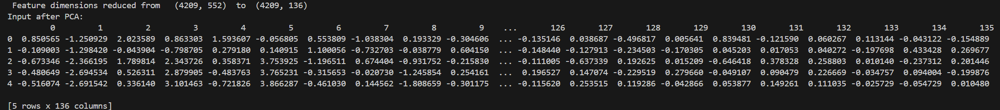 Feature dimensions reduced from   (4209, 552)  to  (4209, 136)
Input after PCA:
0 1 2 3 4 5 6 7 8 9 ... 126 127 128 129 130 131 132 133 134 135
0 0.850565 -1.250929 2.023589 0.863303 1.593607 -0.056805 0.553809 -1.038304 0.193329 -0.304606 ... -0.135146 0.038687 -0.496817 0.005641 0.839481 -0.121590 0.060267 0.113144 -0.043122 -0.154889
1 -0.109003 -1.298420 -0.043904 -0.798705 0.279180 0.140915 1.100056 -0.732703 -0.038779 0.604150 ... -0.148440 -0.127913 -0.234503 -0.170305 0.045203 0.017053 0.040272 -0.197698 0.433428 0.269677
2 -0.673346 -2.366195 1.789814 2.343726 0.358371 3.753925 -1.196511 0.674404 -0.931752 -0.215830 ... -0.111005 -0.637339 0.192625 0.015209 -0.646418 0.378328 0.258803 0.010140 -0.237312 0.201446
3 -0.480649 -2.694534 0.526311 2.879905 -0.483763 3.765231 -0.315653 -0.020730 -1.245854 0.254161 ... 0.196527 0.147074 -0.229519 0.279660 -0.049107 0.090479 0.226669 -0.034757 0.094004 -0.199876
4 -0.516074 -2.691542 0.336140 3.101463 -0.721826 3.866287 -0.461030 0.144562 -1.808659 -0.301175 ... -0.115620 0.253515 0.119286 -0.042866 0.053877 0.149261 0.111035 -0.025729 -0.054729 0.010480
[5 rows x 136 columns]